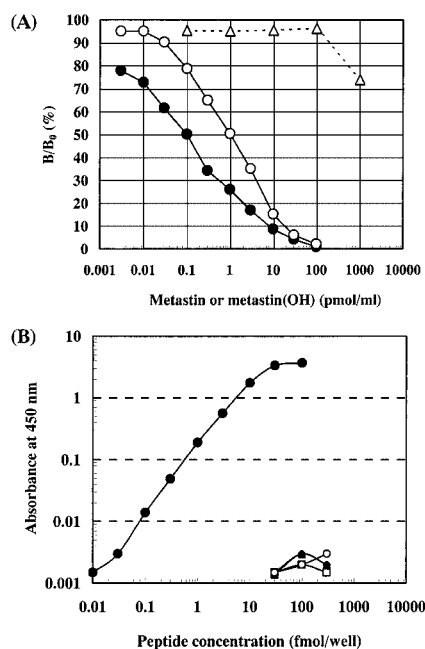 (A)
100
90
80
70
60
50
40
30
20
10
0
B/B0 (%)
0.001 0.01 0.1 1 10 100 1000 10000
Metastin or metastin(OH) (pmol/ml)
(B)
10
1
0.1
0.01
0.001
Absorbance at 450 nm
0.01 0.1 1 10 100 1000 10000
Peptide concentration (fmol/well)